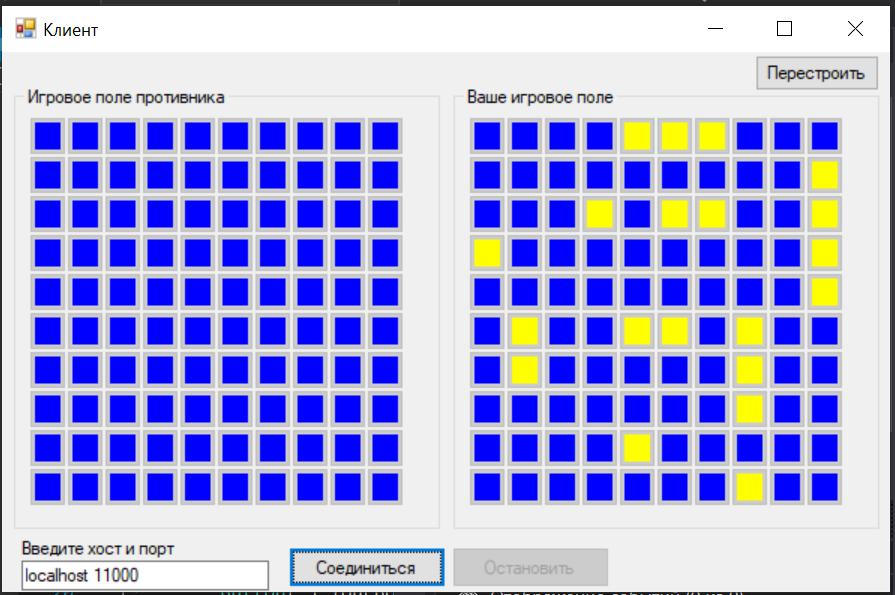 Клиент
Перестроить
Игровое поле противника
Ваше игровое поле
Введите хост и порт
localhost 11000
Соединиться
Остановить